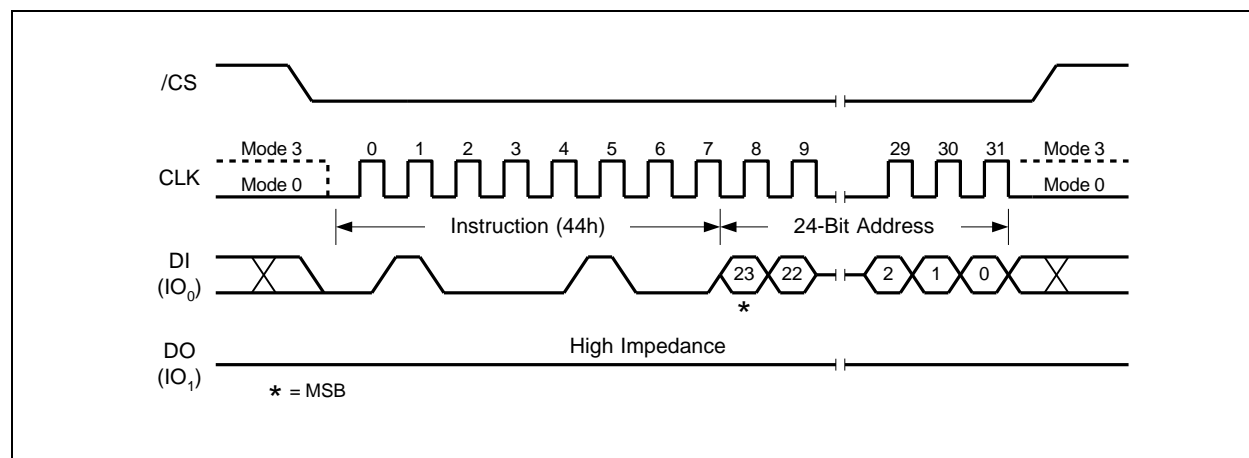 /CS
Mode 3 0 1 2 3 4 5 6 7 8 9 29 30 31 Mode 3
CLK Mode 0 Mode 0
Instruction (44h) 24-Bit Address
DI
(IO0) 23 22 2 1 0
*
DO High Impedance
(IO1)
* = MSB